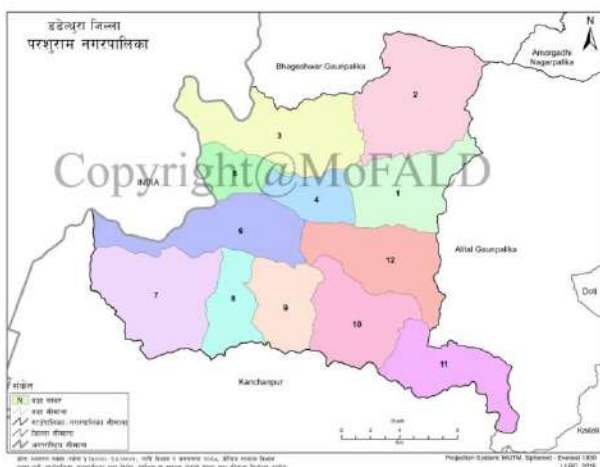 डडेल्धुरा जिल्ला
परशुराम नगरपालिका
N
Amargadhi
Nagarpalika
Bhageshwar Gaunpalika
2
3
Copyright@MoFALD
INDIA
5
4
1
6
12
Alital Gaunpalika
7
8
9
10
Doti
11
Kanchanpur
संकेत
N वडा नम्बर
वडा सीमाना
गाउँपालिका/नगरपालिका सीमाना
जिल्ला सीमाना
अन्तर्राष्ट्रिय सीमाना
Kailali
Projection System: MUTM, Spheroid - Everest 1830